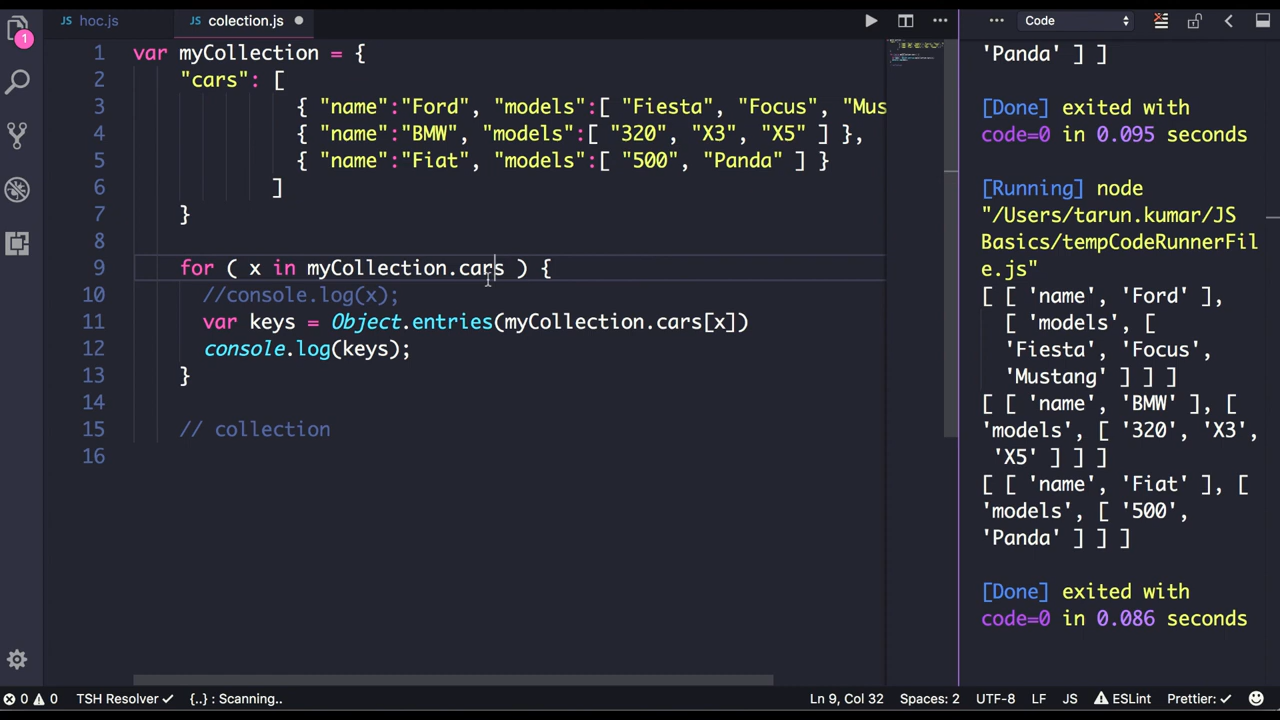 JS hoc.js
JS colection.js
Code
1
1 var myCollection = {
2 "cars": [
3 { "name":"Ford", "models":[ "Fiesta", "Focus", "Mus
4 { "name":"BMW", "models":[ "320", "X3", "X5" ] },
5 { "name":"Fiat", "models":[ "500", "Panda" ] }
6 ]
7 }
8
9 for ( x in myCollection.cars ) {
10 //console.log(x);
11 var keys = Object.entries(myCollection.cars[x])
12 console.log(keys);
13 }
14
15 // collection
16
'Panda' ] ]
[Done] exited with
code=0 in 0.095 seconds
[Running] node
"/Users/tarun.kumar/JS
Basics/tempCodeRunnerFil
e.js"
[ [ 'name', 'Ford' ],
[ 'models', [
'Fiesta', 'Focus',
'Mustang' ] ] ]
[ [ 'name', 'BMW' ], [
'models', [ '320', 'X3',
'X5' ] ] ]
[ [ 'name', 'Fiat' ], [
'models', [ '500',
'Panda' ] ] ]
[Done] exited with
code=0 in 0.086 seconds
0 0 TSH Resolver {..} : Scanning.. Ln 9, Col 32 Spaces: 2 UTF-8 LF JS ESLint Prettier: